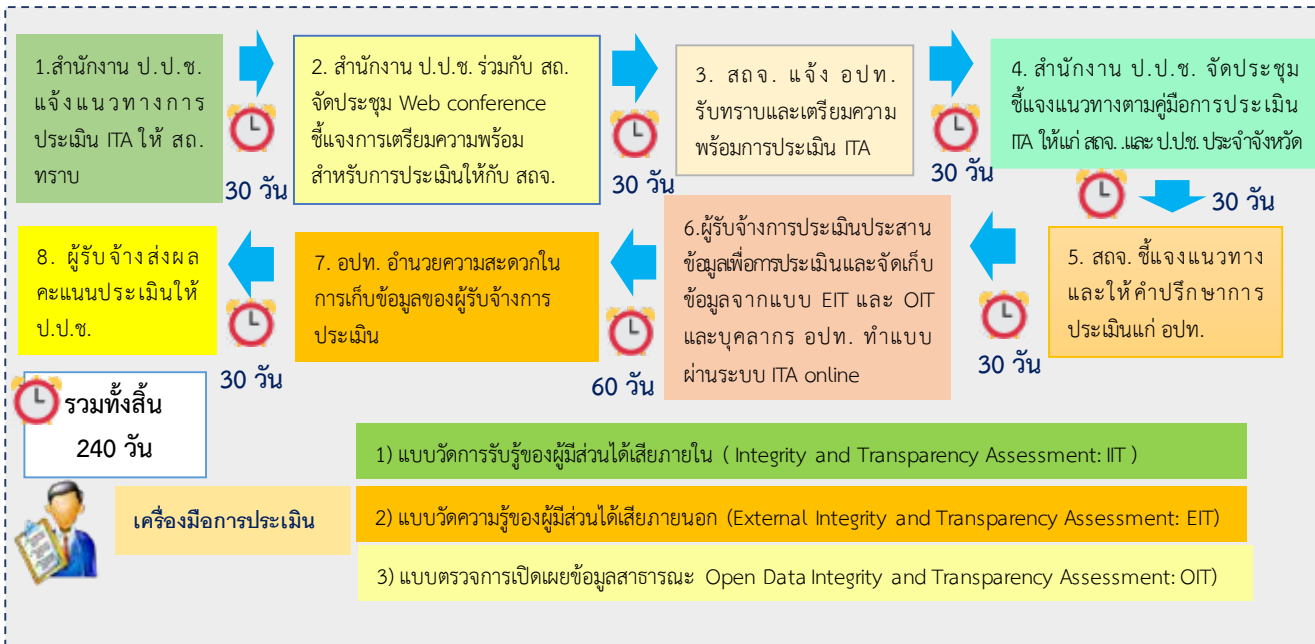 1.สำนักงาน ป.ป.ช.
แจ้งแนวทางการ
ประเมิน ITA ให้ สถ.
ทราบ
30 วัน
2. สำนักงาน ป.ป.ช. ร่วมกับ สถ.
จัดประชุม Web conference
ชี้แจงการเตรียมความพร้อม
สำหรับการประเมินให้กับ สถจ.
30 วัน
3. สถจ. แจ้ง อปท.
รับทราบและเตรียมความ
พร้อมการประเมิน ITA
30 วัน
4. สำนักงาน ป.ป.ช. จัดประชุม
ชี้แจงแนวทางตามคู่มือการประเมิน
ITA ให้แก่ สถจ. .และ ป.ป.ช. ประจำจังหวัด
30 วัน
5. สถจ. ชี้แจงแนวทาง
และให้คำปรึกษาการ
ประเมินแก่ อปท.
30 วัน
6.ผู้รับจ้างการประเมินประสาน
ข้อมูลเพื่อการประเมินและจัดเก็บ
ข้อมูลจากแบบ EIT และ OIT
และบุคลากร อปท. ทำแบบ
ผ่านระบบ ITA online
60 วัน
7. อปท. อำนวยความสะดวกใน
การเก็บข้อมูลของผู้รับจ้างการ
ประเมิน
30 วัน
8. ผู้รับจ้างส่งผล
คะแนนประเมินให้
ป.ป.ช.
รวมทั้งสิ้น
240 วัน
เครื่องมือการประเมิน
1) แบบวัดการรับรู้ของผู้มีส่วนได้เสียภายใน ( Integrity and Transparency Assessment: IIT )
2) แบบวัดความรู้ของผู้มีส่วนได้เสียภายนอก (External Integrity and Transparency Assessment: EIT)
3) แบบตรวจการเปิดเผยข้อมูลสาธารณะ Open Data Integrity and Transparency Assessment: OIT)